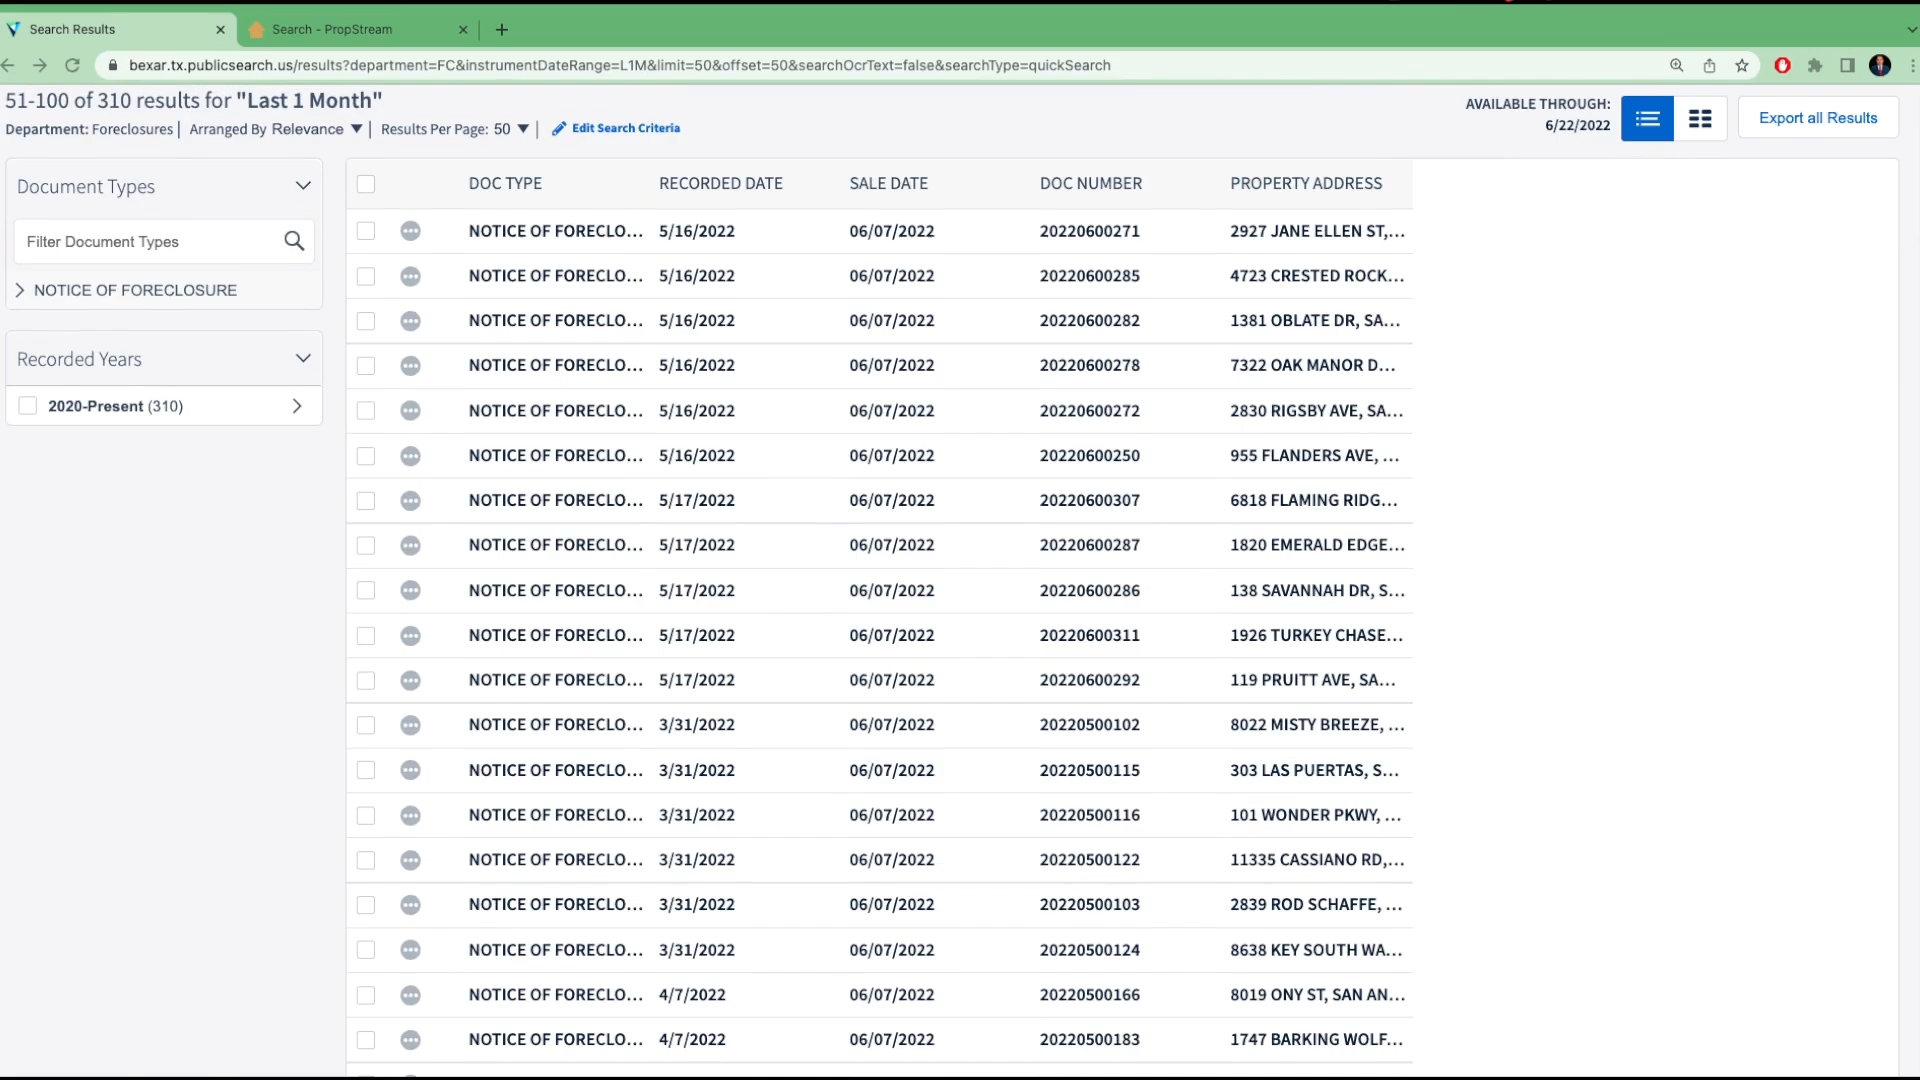 Search Results
Search - PropStream
bexar.tx.publicsearch.us/results?department=FC&instrumentDateRange=L1M&limit=50&offset=50&searchOcrText=false&searchType=quickSearch
51-100 of 310 results for "Last 1 Month"
Department: Foreclosures | Arranged By Relevance | Results Per Page: 50 | Edit Search Criteria
AVAILABLE THROUGH:
6/22/2022
Export all Results
Document Types
Filter Document Types
NOTICE OF FORECLOSURE
Recorded Years
2020-Present (310)
DOC TYPE RECORDED DATE SALE DATE DOC NUMBER PROPERTY ADDRESS
NOTICE OF FORECLO... 5/16/2022 06/07/2022 20220600271 2927 JANE ELLEN ST,...
NOTICE OF FORECLO... 5/16/2022 06/07/2022 20220600285 4723 CRESTED ROCK...
NOTICE OF FORECLO... 5/16/2022 06/07/2022 20220600282 1381 OBLATE DR, SA...
NOTICE OF FORECLO... 5/16/2022 06/07/2022 20220600278 7322 OAK MANOR D...
NOTICE OF FORECLO... 5/16/2022 06/07/2022 20220600272 2830 RIGSBY AVE, SA...
NOTICE OF FORECLO... 5/16/2022 06/07/2022 20220600250 955 FLANDERS AVE, ...
NOTICE OF FORECLO... 5/17/2022 06/07/2022 20220600307 6818 FLAMING RIDG...
NOTICE OF FORECLO... 5/17/2022 06/07/2022 20220600287 1820 EMERALD EDGE...
NOTICE OF FORECLO... 5/17/2022 06/07/2022 20220600286 138 SAVANNAH DR, S...
NOTICE OF FORECLO... 5/17/2022 06/07/2022 20220600311 1926 TURKEY CHASE...
NOTICE OF FORECLO... 5/17/2022 06/07/2022 20220600292 119 PRUITT AVE, SA...
NOTICE OF FORECLO... 3/31/2022 06/07/2022 20220500102 8022 MISTY BREEZE, ...
NOTICE OF FORECLO... 3/31/2022 06/07/2022 20220500115 303 LAS PUERTAS, S...
NOTICE OF FORECLO... 3/31/2022 06/07/2022 20220500116 101 WONDER PKWY, ...
NOTICE OF FORECLO... 3/31/2022 06/07/2022 20220500122 11335 CASSIANO RD,...
NOTICE OF FORECLO... 3/31/2022 06/07/2022 20220500103 2839 ROD SCHAFFE, ...
NOTICE OF FORECLO... 3/31/2022 06/07/2022 20220500124 8638 KEY SOUTH WA...
NOTICE OF FORECLO... 4/7/2022 06/07/2022 20220500166 8019 ONY ST, SAN AN...
NOTICE OF FORECLO... 4/7/2022 06/07/2022 20220500183 1747 BARKING WOLF...